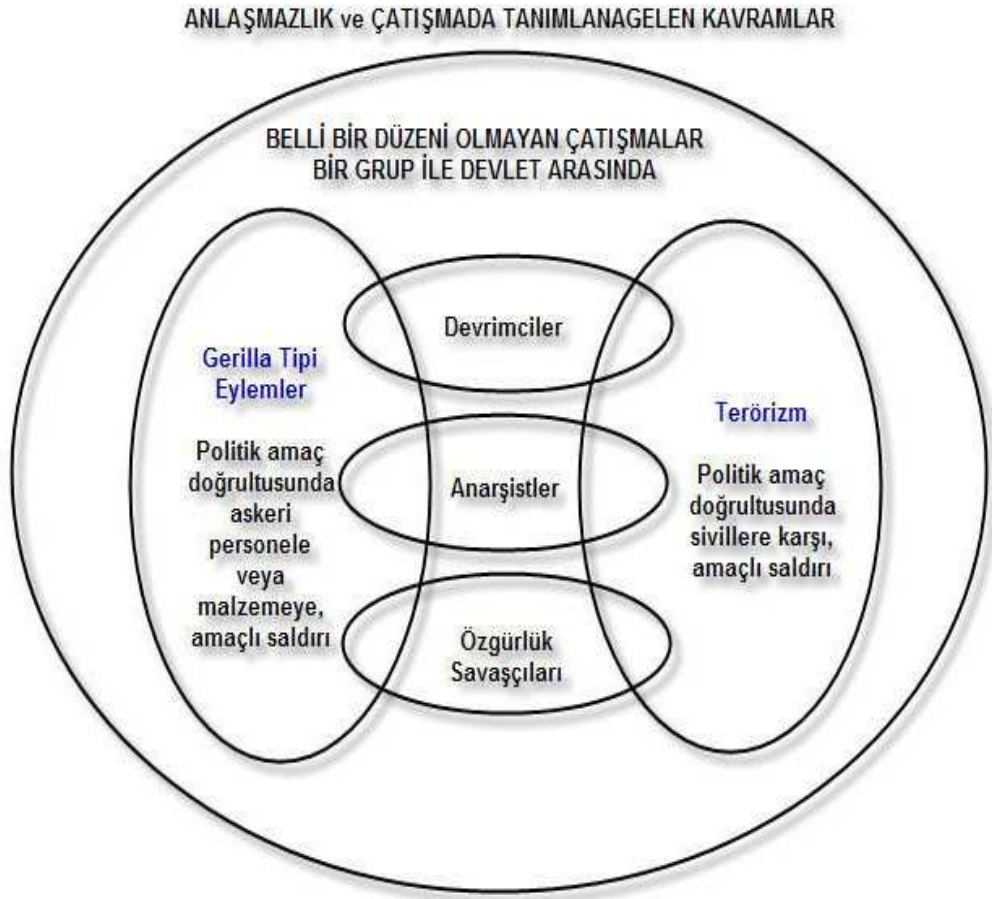 ANLAŞMAZLIK ve ÇATIŞMADA TANIMLANAGELEN KAVRAMLAR
BELLİ BİR DÜZENİ OLMAYAN ÇATIŞMALAR
BİR GRUP İLE DEVLET ARASINDA
Devrimciler
Gerilla Tipi
Eylemler
Politik amaç
doğrultusunda
askeri
personele
veya
malzemeye,
amaçlı saldırı
Anarşistler
Terörizm
Politik amaç
doğrultusunda
sivillere karşı,
amaçlı saldırı
Özgürlük
Savaşçıları